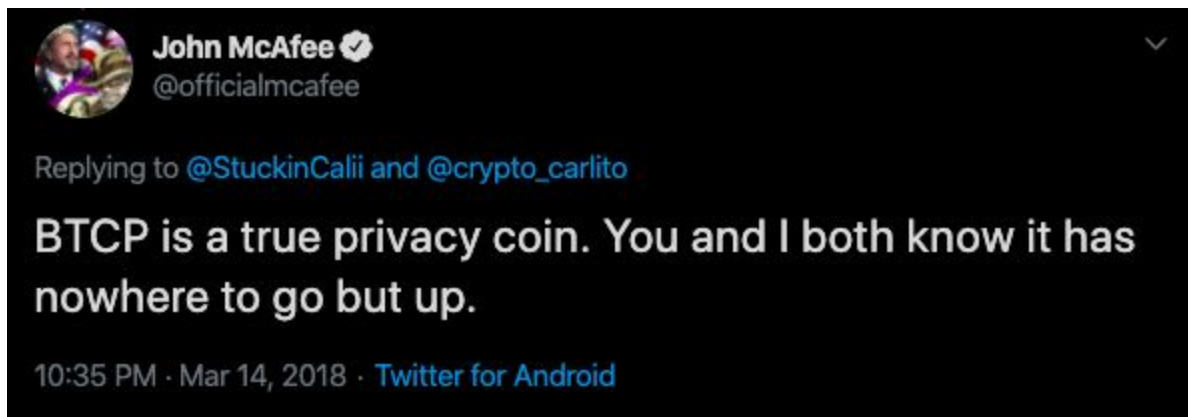 John McAfee
@officialmcafee
Replying to @StuckinCalii and @crypto_carlito
BTCP is a true privacy coin. You and I both know it has
nowhere to go but up.
10:35 PM · Mar 14, 2018 · Twitter for Android